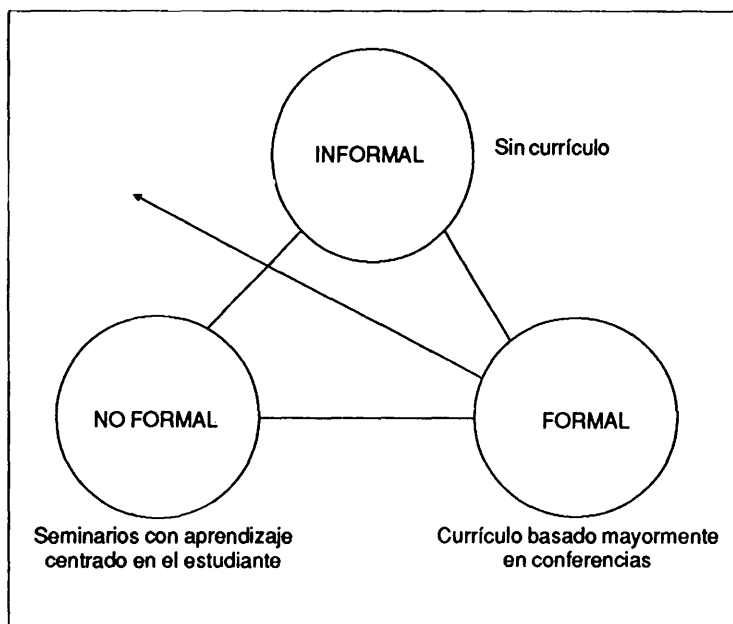 INFORMAL
Sin currículo
NO FORMAL
FORMAL
Seminarios con aprendizaje
centrado en el estudiante
Currículo basado mayormente
en conferencias